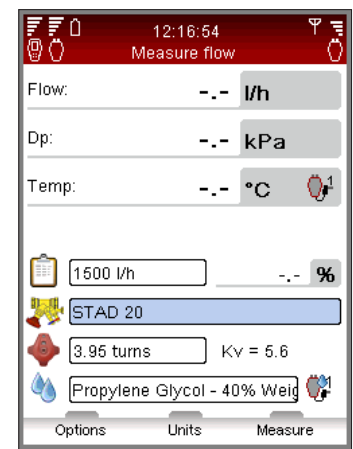 12:16:54
Measure flow
Flow: -.- l/h
Dp: -.- kPa
Temp: -.- °C 1
1500 l/h -.- %
STAD 20
3.95 turns Kv = 5.6
Propylene Glycol - 40% Weig
Options Units Measure